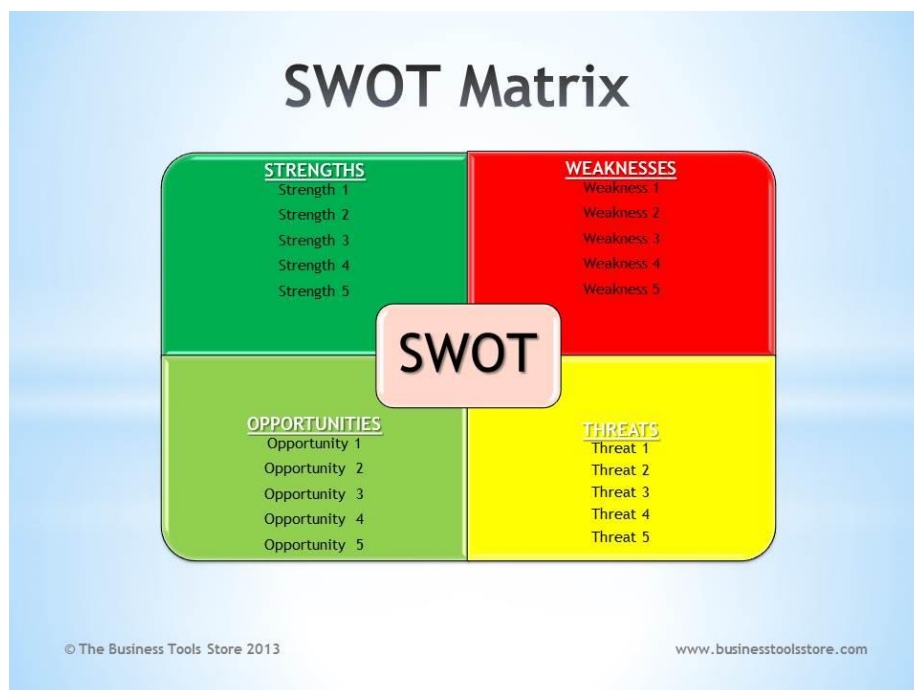 SWOT Matrix
STRENGTHS
Strength 1
Strength 2
Strength 3
Strength 4
Strength 5
WEAKNESSES
Weakness 1
Weakness 2
Weakness 3
Weakness 4
Weakness 5
SWOT
OPPORTUNITIES
Opportunity 1
Opportunity 2
Opportunity 3
Opportunity 4
Opportunity 5
THREATS
Threat 1
Threat 2
Threat 3
Threat 4
Threat 5
© The Business Tools Store 2013
www.businesstoolsstore.com